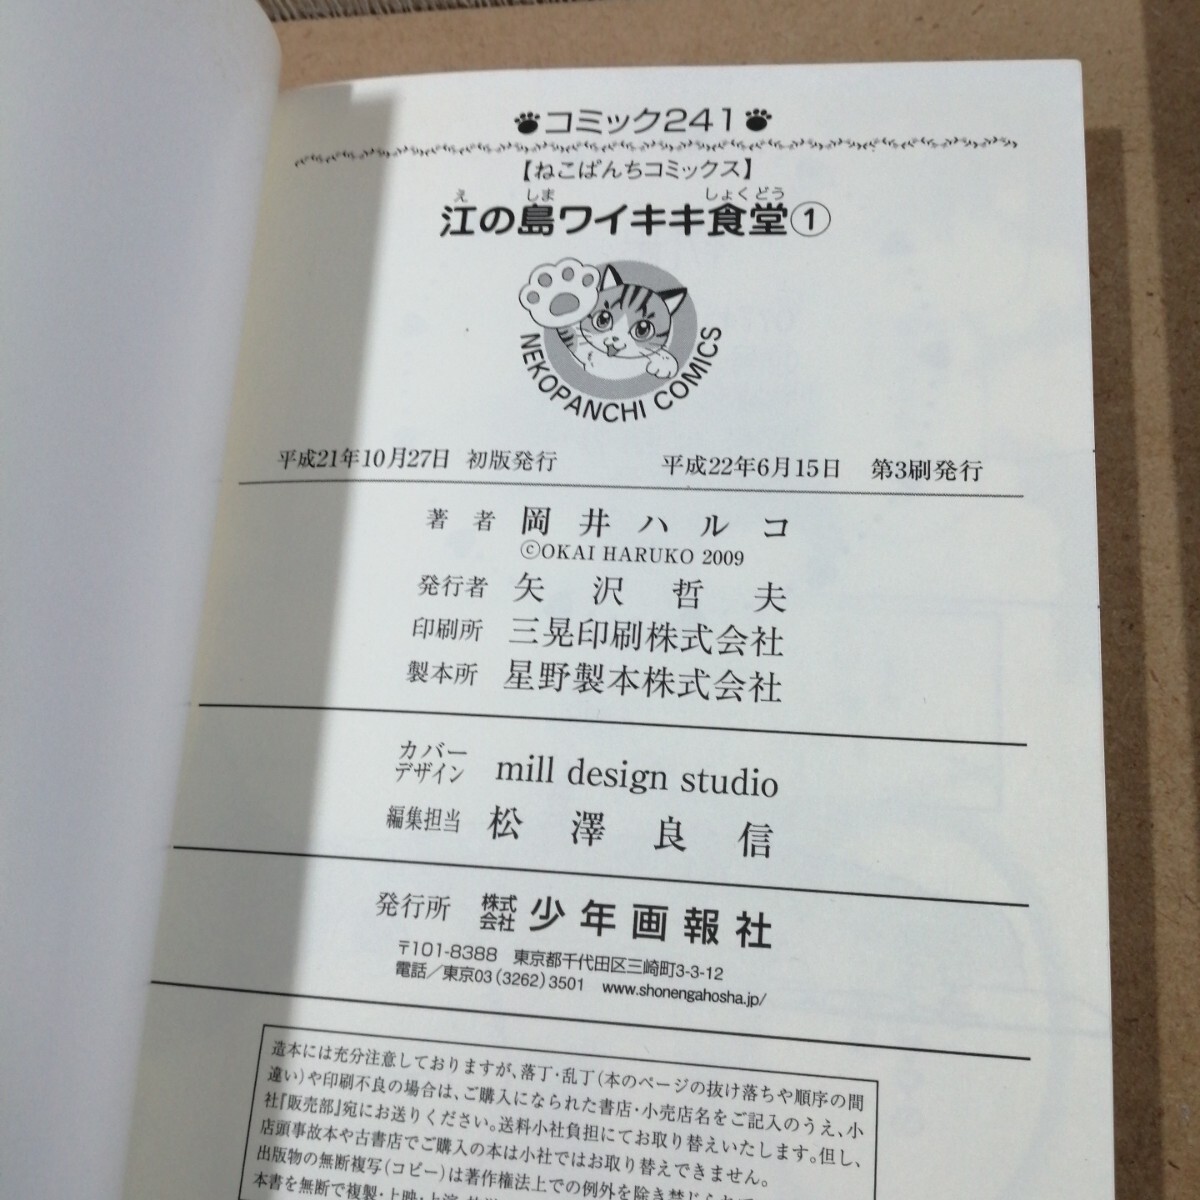 コミック241
【ねこぱんちコミックス】
え しま しょくどう
江の島ワイキキ食堂①
NEKOPANCHI COMICS
平成21年10月27日 初版発行 平成22年6月15日 第3刷発行
著者 岡井ハルコ
©OKAI HARUKO 2009
発行者 矢沢哲夫
印刷所 三晃印刷株式会社
製本所 星野製本株式会社
カバーデザイン mill design studio
編集担当 松澤良信
発行所 株式会社 少年画報社
〒101-8388 東京都千代田区三崎町3-3-12
電話／東京03(3262)3501 www.shonengahosha.jp/
造本には充分注意しておりますが、落丁・乱丁(本のページの抜け落ちや順序の間
違い)や印刷不良の場合は、ご購入になられた書店・小売店名をご記入のうえ、小
社『販売部』宛にお送りください。送料小社負担にてお取り替えいたします。但し、
店頭事故本や古書店でご購入の本は小社ではお取り替えできません。
出版物の無断複写(コピー)は著作権法上での例外を除き禁じられて
本書を無断で複製・上映・上演・